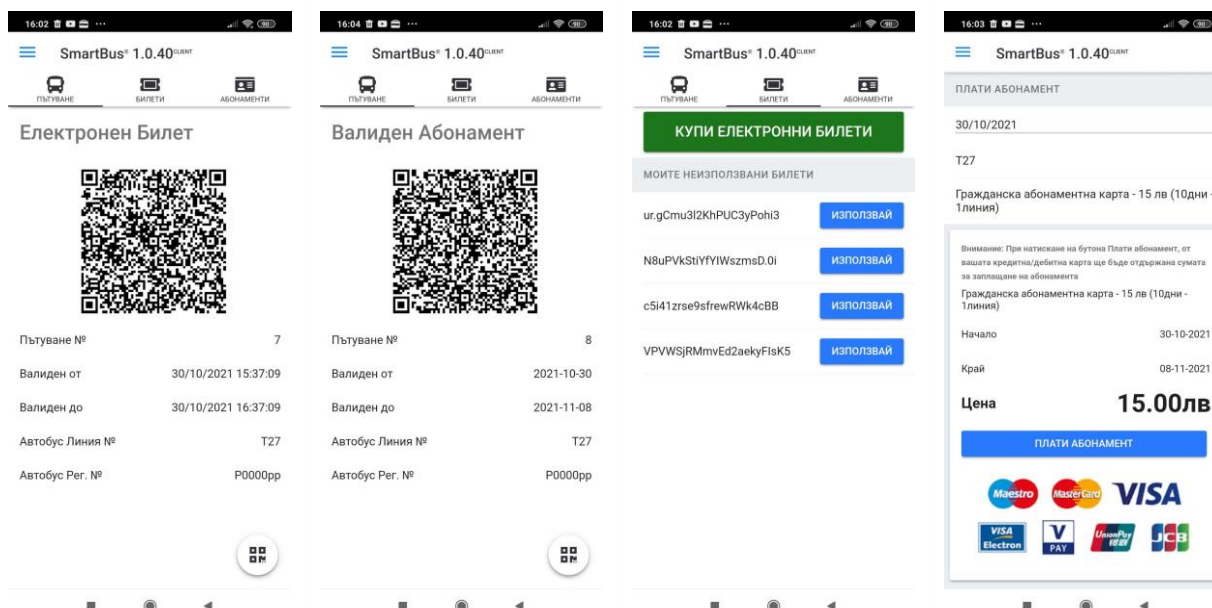 16:02
90
SmartBus® 1.0.40CLIENT
ПЪТУВАНЕ БИЛЕТИ АБОНАМЕНТИ
Електронен Билет
Пътуване № 7
Валиден от 30/10/2021 15:37:09
Валиден до 30/10/2021 16:37:09
Автобус Линия № T27
Автобус Рег. № P0000pp
16:04
90
SmartBus® 1.0.40CLIENT
ПЪТУВАНЕ БИЛЕТИ АБОНАМЕНТИ
Валиден Абонамент
Пътуване № 8
Валиден от 2021-10-30
Валиден до 2021-11-08
Автобус Линия № T27
Автобус Рег. № P0000pp
16:02
90
SmartBus® 1.0.40CLIENT
ПЪТУВАНЕ БИЛЕТИ АБОНАМЕНТИ
КУПИ ЕЛЕКТРОННИ БИЛЕТИ
МОИТЕ НЕИЗПОЛЗВАНИ БИЛЕТИ
ur.gCmu3l2KhPUC3yPohi3 ИЗПОЛЗВАЙ
N8uPVkStiYfYIWszmsD.0i ИЗПОЛЗВАЙ
c5i41zrse9sfrewRWk4cBB ИЗПОЛЗВАЙ
VPVWSjRMmvEd2aekyFIsK5 ИЗПОЛЗВАЙ
16:03
90
SmartBus® 1.0.40CLIENT
ПЛАТИ АБОНАМЕНТ
30/10/2021
T27
Гражданска абонаментна карта - 15 лв (10дни -
1линия)
Внимание: При натискане на бутона Плати абонамент, от
вашата кредитна/дебитна карта ще бъде отдържана сумата
за заплащане на абонамента
Гражданска абонаментна карта - 15 лв (10дни -
1линия)
Начало 30-10-2021
Край 08-11-2021
Цена 15.00лв
ПЛАТИ АБОНАМЕНТ
Maestro MasterCard VISA
VISA Electron V PAY UnionPay 银联 JCB